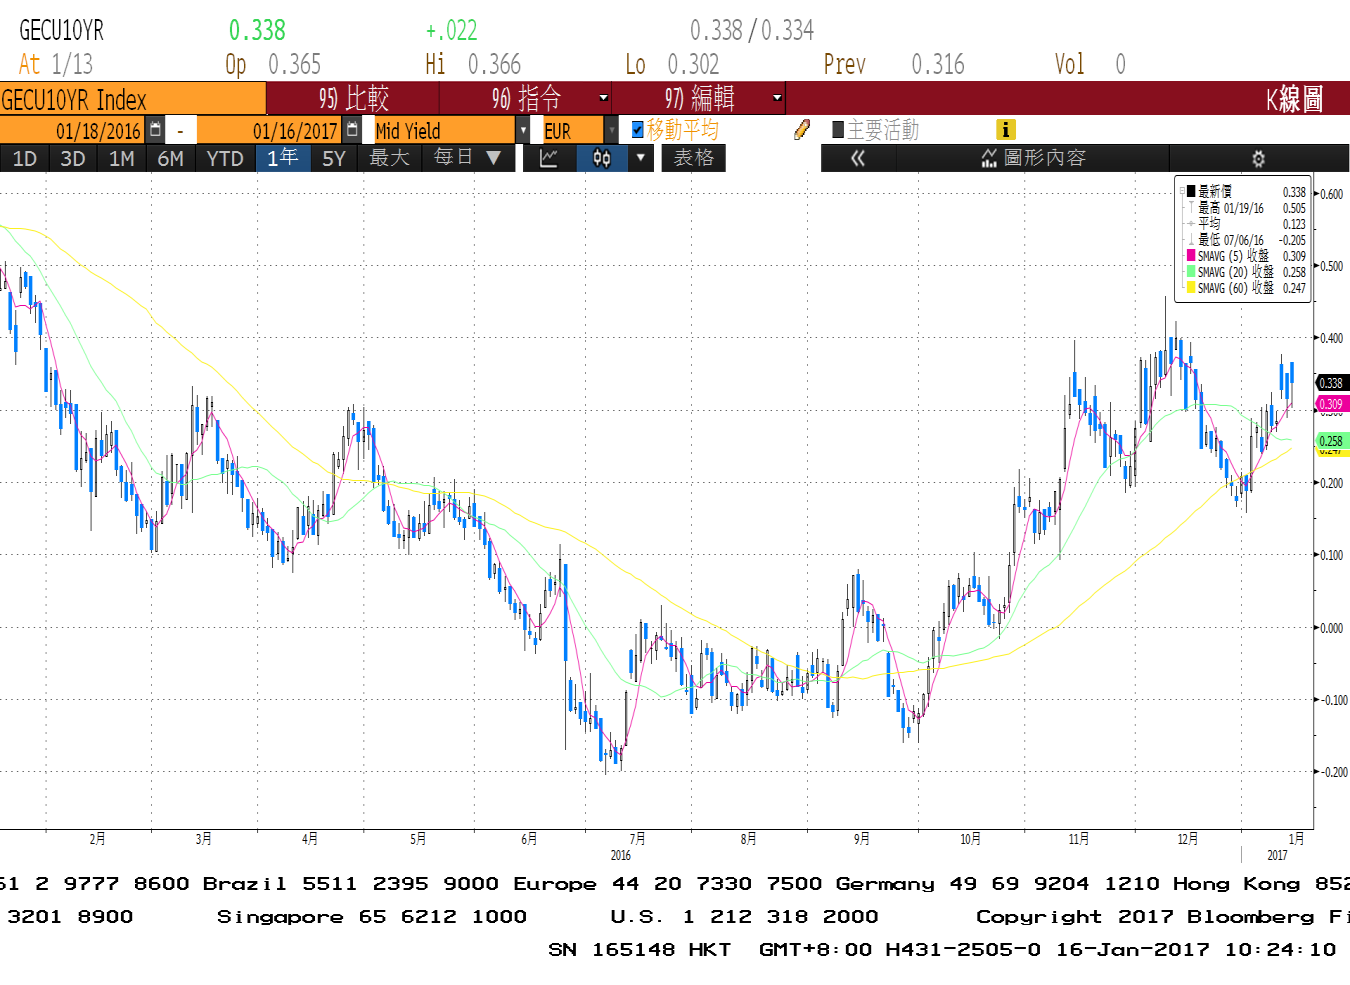 GECU10YR 0.338 +.022 0.338/0.334
At 1/13 Op 0.365 Hi 0.366 Lo 0.302 Prev 0.316 Vol 0
GECU10YR Index 95) 比較 96) 指令 97) 編輯 K線圖
01/18/2016 - 01/16/2017 Mid Yield EUR 移動平均 主要活動
1D 3D 1M 6M YTD 1年 5Y 最大 每日 表格 圖形內容
最新價 0.338
最高 01/19/16 0.505
平均 0.123
最低 07/06/16 -0.205
SMAVG (5) 收盤 0.309
SMAVG (20) 收盤 0.258
SMAVG (60) 收盤 0.247
0.600
0.500
0.400
0.338
0.309
0.300
0.258
0.247
0.200
0.100
0.000
-0.100
-0.200
2月 3月 4月 5月 6月 7月 8月 9月 10月 11月 12月 1月
2016 2017
61 2 9777 8600 Brazil 5511 2395 9000 Europe 44 20 7330 7500 Germany 49 69 9204 1210 Hong Kong 852
3201 8900 Singapore 65 6212 1000 U.S. 1 212 318 2000 Copyright 2017 Bloomberg Fi
SN 165148 HKT GMT+8:00 H431-2505-0 16-Jan-2017 10:24:10